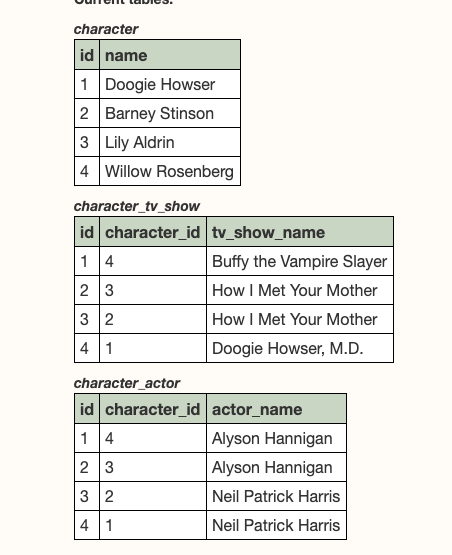 Current tables:
character
id name
1 Doogie Howser
2 Barney Stinson
3 Lily Aldrin
4 Willow Rosenberg
character_tv_show
id character_id tv_show_name
1 4 Buffy the Vampire Slayer
2 3 How I Met Your Mother
3 2 How I Met Your Mother
4 1 Doogie Howser, M.D.
character_actor
id character_id actor_name
1 4 Alyson Hannigan
2 3 Alyson Hannigan
3 2 Neil Patrick Harris
4 1 Neil Patrick Harris